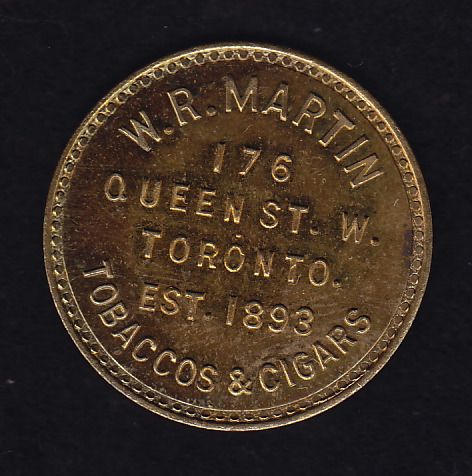 W.R.MARTIN
176
QUEEN ST. W.
TORONTO.
EST. 1893
TOBACCOS & CIGARS